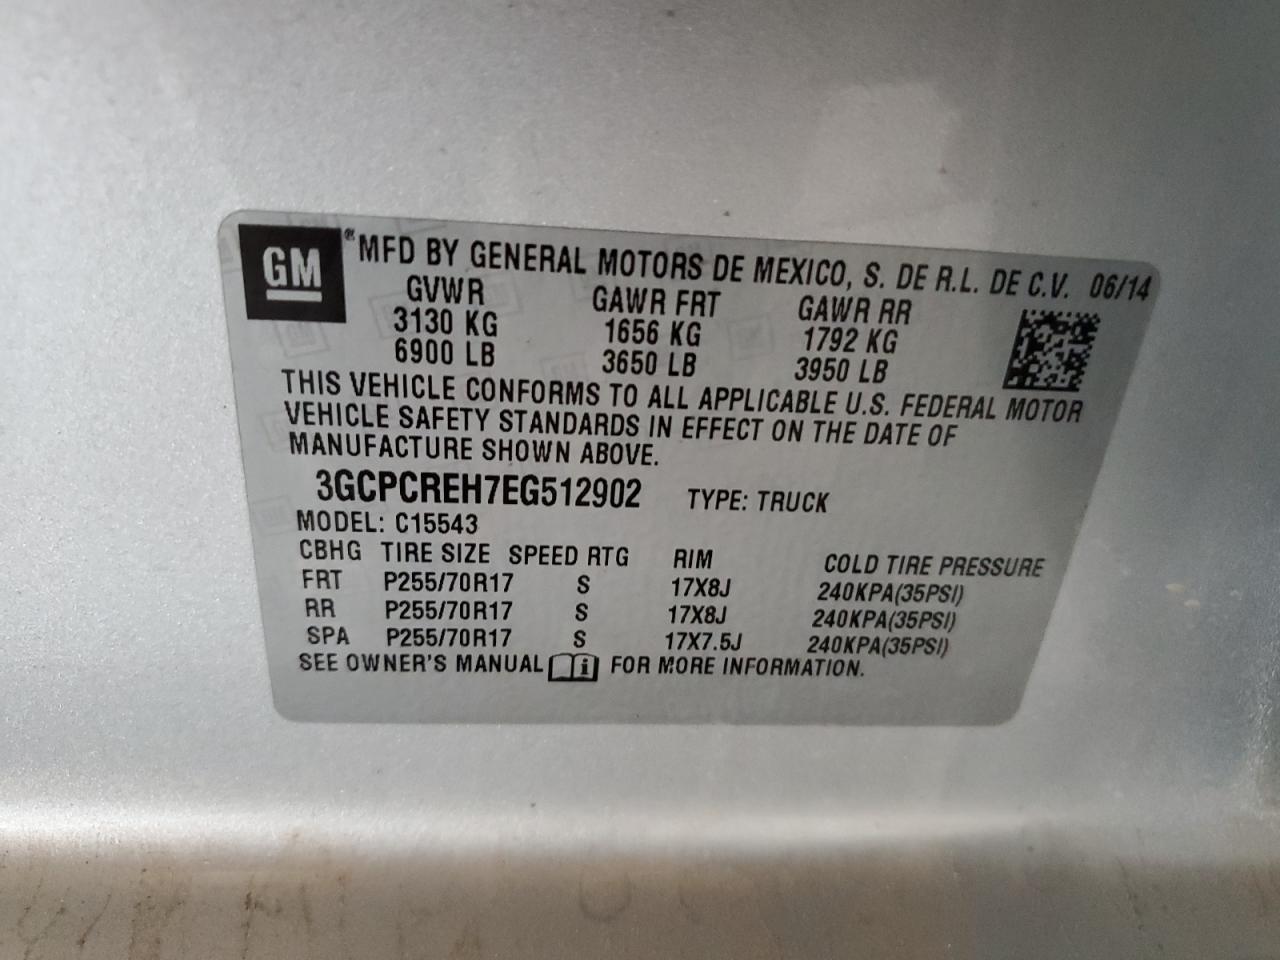 GM ® MFD BY GENERAL MOTORS DE MEXICO, S. DE R.L. DE C.V. 06/14
GVWR GAWR FRT GAWR RR
3130 KG 1656 KG 1792 KG
6900 LB 3650 LB 3950 LB
THIS VEHICLE CONFORMS TO ALL APPLICABLE U.S. FEDERAL MOTOR
VEHICLE SAFETY STANDARDS IN EFFECT ON THE DATE OF
MANUFACTURE SHOWN ABOVE.
3GCPCREH7EG512902 TYPE: TRUCK
MODEL: C15543
CBHG TIRE SIZE SPEED RTG RIM COLD TIRE PRESSURE
FRT P255/70R17 S 17X8J 240KPA(35PSI)
RR P255/70R17 S 17X8J 240KPA(35PSI)
SPA P255/70R17 S 17X7.5J 240KPA(35PSI)
SEE OWNER'S MANUAL i FOR MORE INFORMATION.